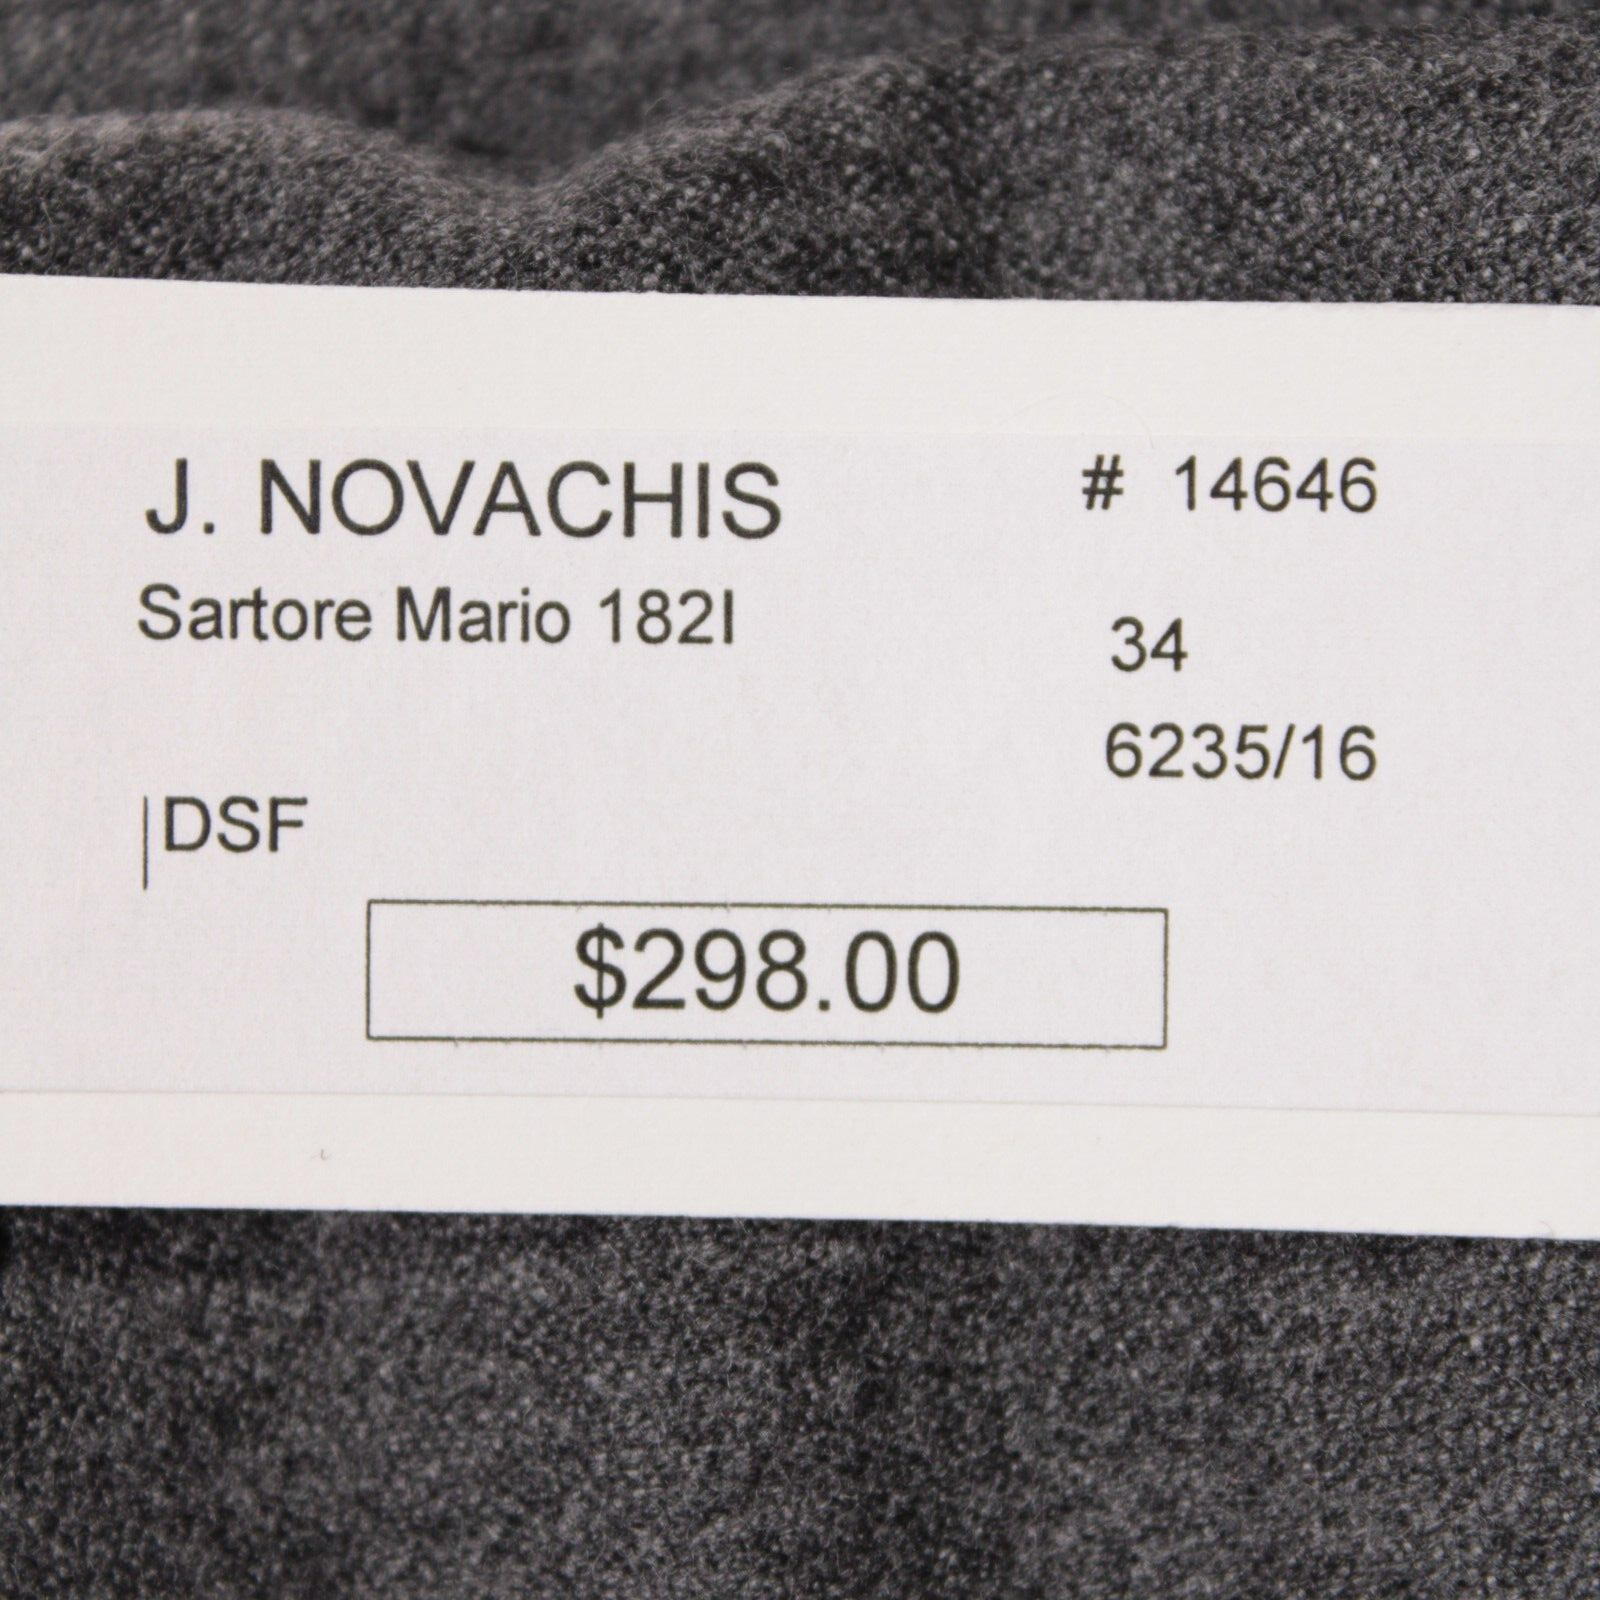 J. NOVACHIS # 14646
Sartore Mario 182I 34
6235/16
DSF
$298.00